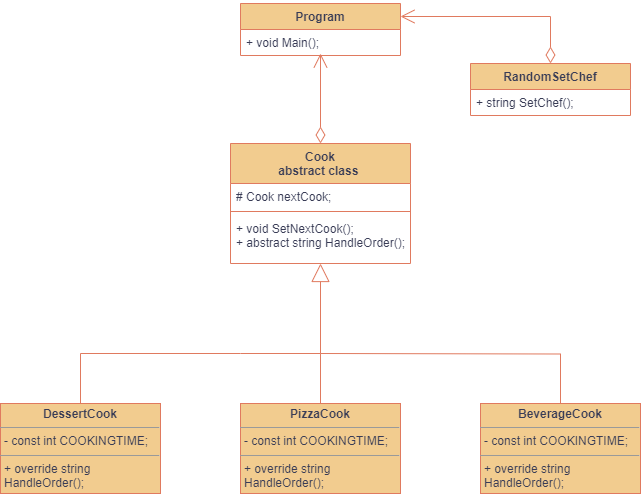 Program
+ void Main();
RandomSetChef
+ string SetChef();
Cook
abstract class
# Cook nextCook;
+ void SetNextCook();
+ abstract string HandleOrder();
DessertCook
- const int COOKINGTIME;
+ override string
HandleOrder();
PizzaCook
- const int COOKINGTIME;
+ override string
HandleOrder();
BeverageCook
- const int COOKINGTIME;
+ override string
HandleOrder();